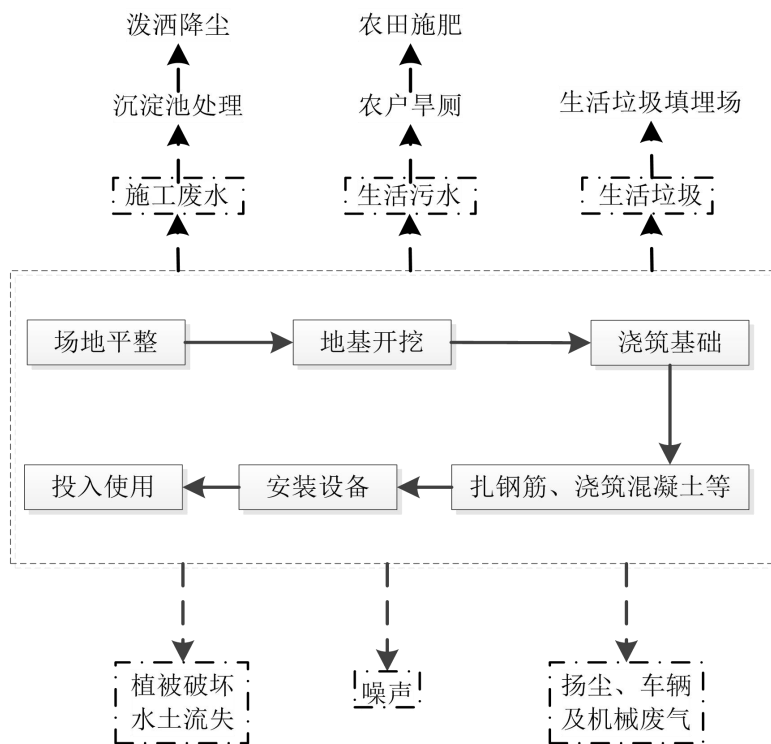 泼洒降尘
农田施肥
沉淀池处理
农户旱厕
生活垃圾填埋场
施工废水
生活污水
生活垃圾
场地平整
地基开挖
浇筑基础
投入使用
安装设备
扎钢筋、浇筑混凝土等
植被破坏
水土流失
噪声
扬尘、车辆
及机械废气